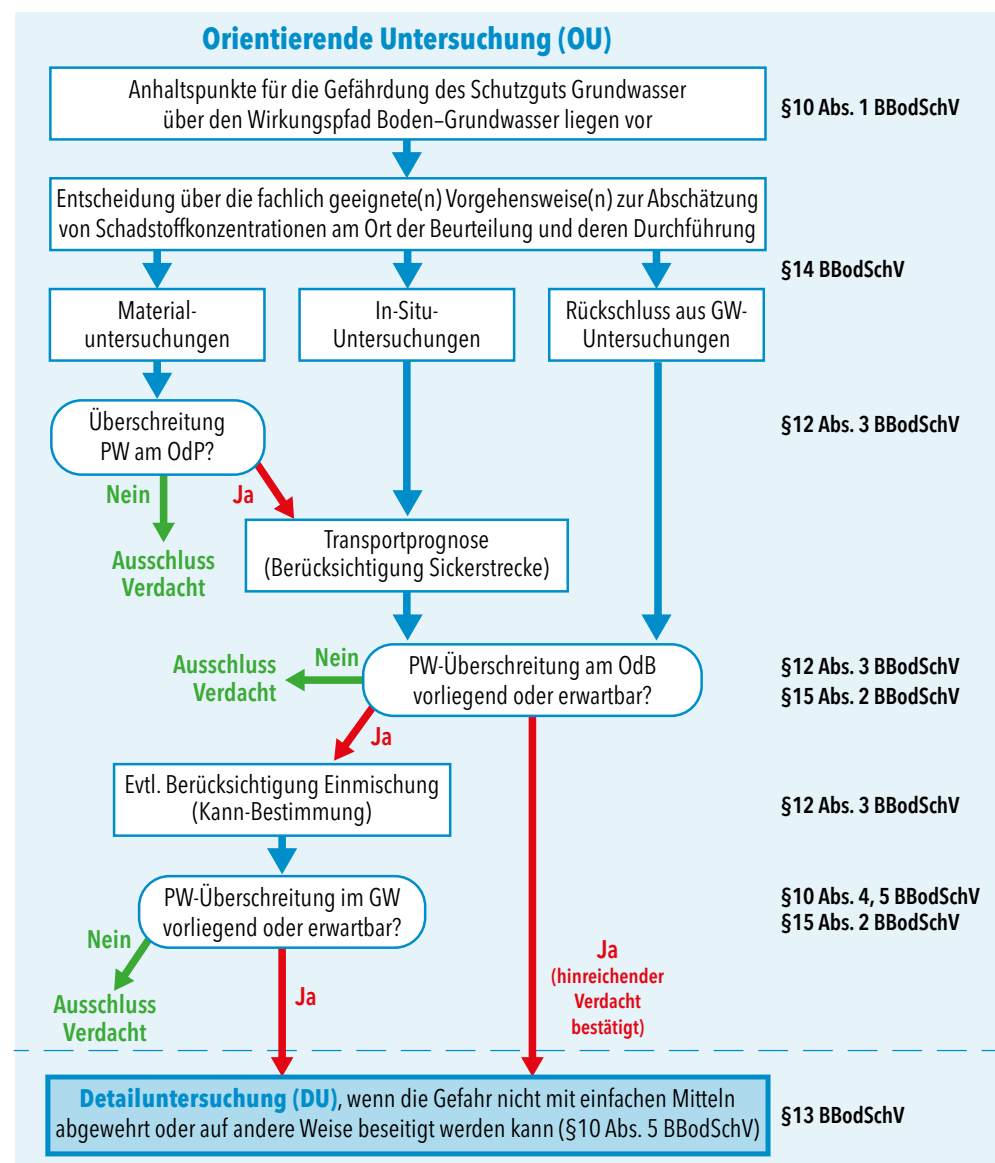 Orientierende Untersuchung (OU)
Anhaltspunkte für die Gefährdung des Schutzguts Grundwasser
über den Wirkungspfad Boden–Grundwasser liegen vor
§10 Abs. 1 BBodSchV
Entscheidung über die fachlich geeignete(n) Vorgehensweise(n) zur Abschätzung
von Schadstoffkonzentrationen am Ort der Beurteilung und deren Durchführung
§14 BBodSchV
Material-
untersuchungen
In-Situ-
Untersuchungen
Rückschluss aus GW-
Untersuchungen
Überschreitung
PW am OdP?
§12 Abs. 3 BBodSchV
Nein
Ja
Ausschluss
Verdacht
Transportprognose
(Berücksichtigung Sickerstrecke)
PW-Überschreitung am OdB
vorliegend oder erwartbar?
§12 Abs. 3 BBodSchV
§15 Abs. 2 BBodSchV
Nein
Ausschluss
Verdacht
Ja
Evtl. Berücksichtigung Einmischung
(Kann-Bestimmung)
§12 Abs. 3 BBodSchV
PW-Überschreitung im GW
vorliegend oder erwartbar?
§10 Abs. 4, 5 BBodSchV
§15 Abs. 2 BBodSchV
Nein
Ausschluss
Verdacht
Ja
Ja
(hinreichender
Verdacht
bestätigt)
Detailuntersuchung (DU), wenn die Gefahr nicht mit einfachen Mitteln
abgewehrt oder auf andere Weise beseitigt werden kann (§10 Abs. 5 BBodSchV)
§13 BBodSchV